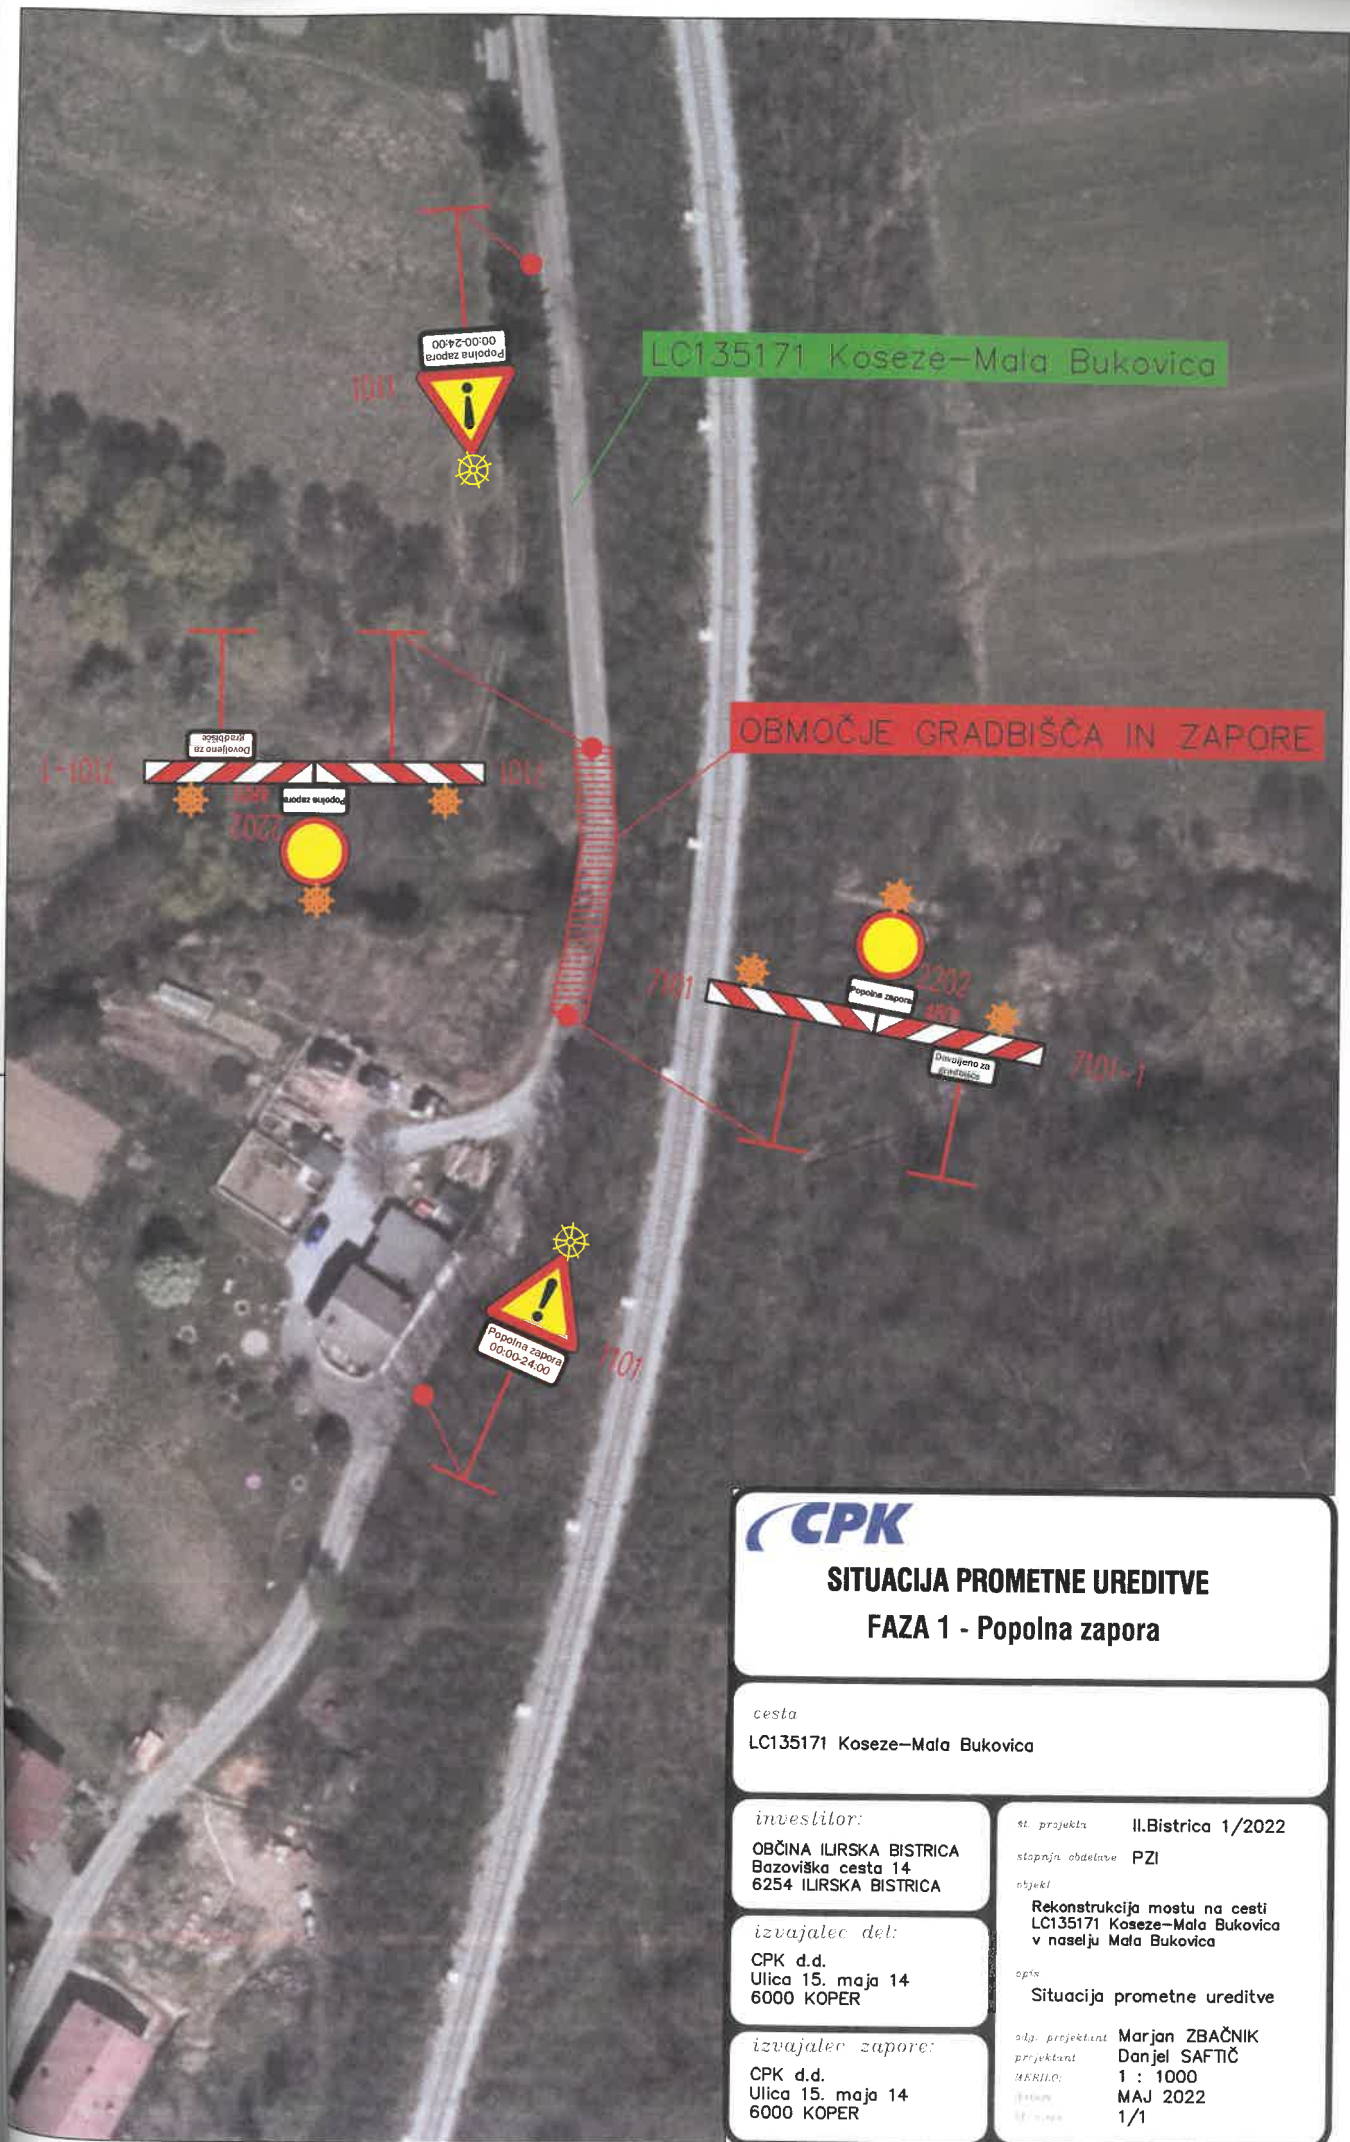 Popolna zapora
00:00-24:00
1101
LC135171 Koseze-Mala Bukovica
OBMOČJE GRADBIŠČA IN ZAPORE
Dovoljeno za
gradbišče
7101-1
7101
Popolna zapora
2202
7101
2202
Popolna zapora
Dovoljeno za
gradbišče
7101-1
Popolna zapora
00:00-24:00
1101
CPK
SITUACIJA PROMETNE UREDITVE
FAZA 1 - Popolna zapora
cesta
LC135171 Koseze-Mala Bukovica
investitor:
OBČINA ILIRSKA BISTRICA
Bazoviška cesta 14
6254 ILIRSKA BISTRICA
izvajalec del:
CPK d.d.
Ulica 15. maja 14
6000 KOPER
izvajalec zapore:
CPK d.d.
Ulica 15. maja 14
6000 KOPER
št. projekta Il.Bistrica 1/2022
stopnja obdelave PZI
objekt
Rekonstrukcija mostu na cesti
LC135171 Koseze-Mala Bukovica
v naselju Mala Bukovica
opis
Situacija prometne ureditve
odg. projektant Marjan ZBAČNIK
projektant Danjel SAFTIČ
MERILO: 1 : 1000
MAJ 2022
1/1